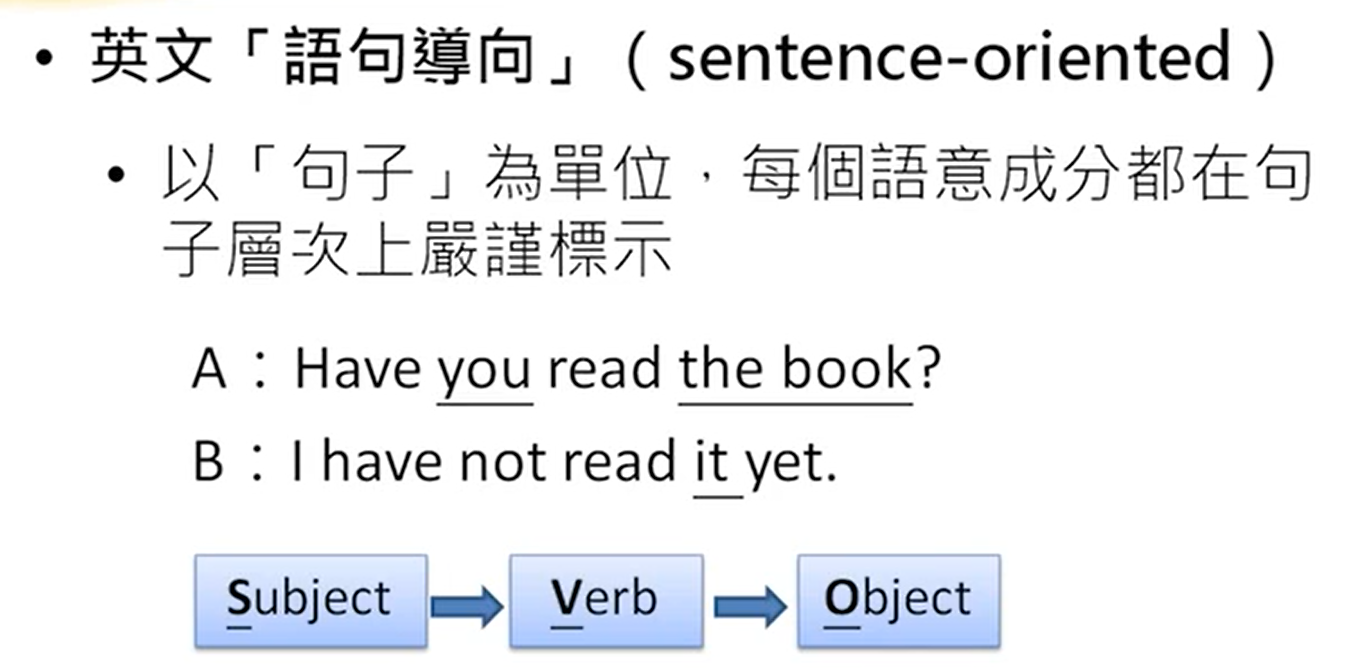 • 英文「語句導向」（sentence-oriented）
• 以「句子」為單位，每個語意成分都在句
子層次上嚴謹標示
A：Have you read the book?
B：I have not read it yet.
Subject Verb Object